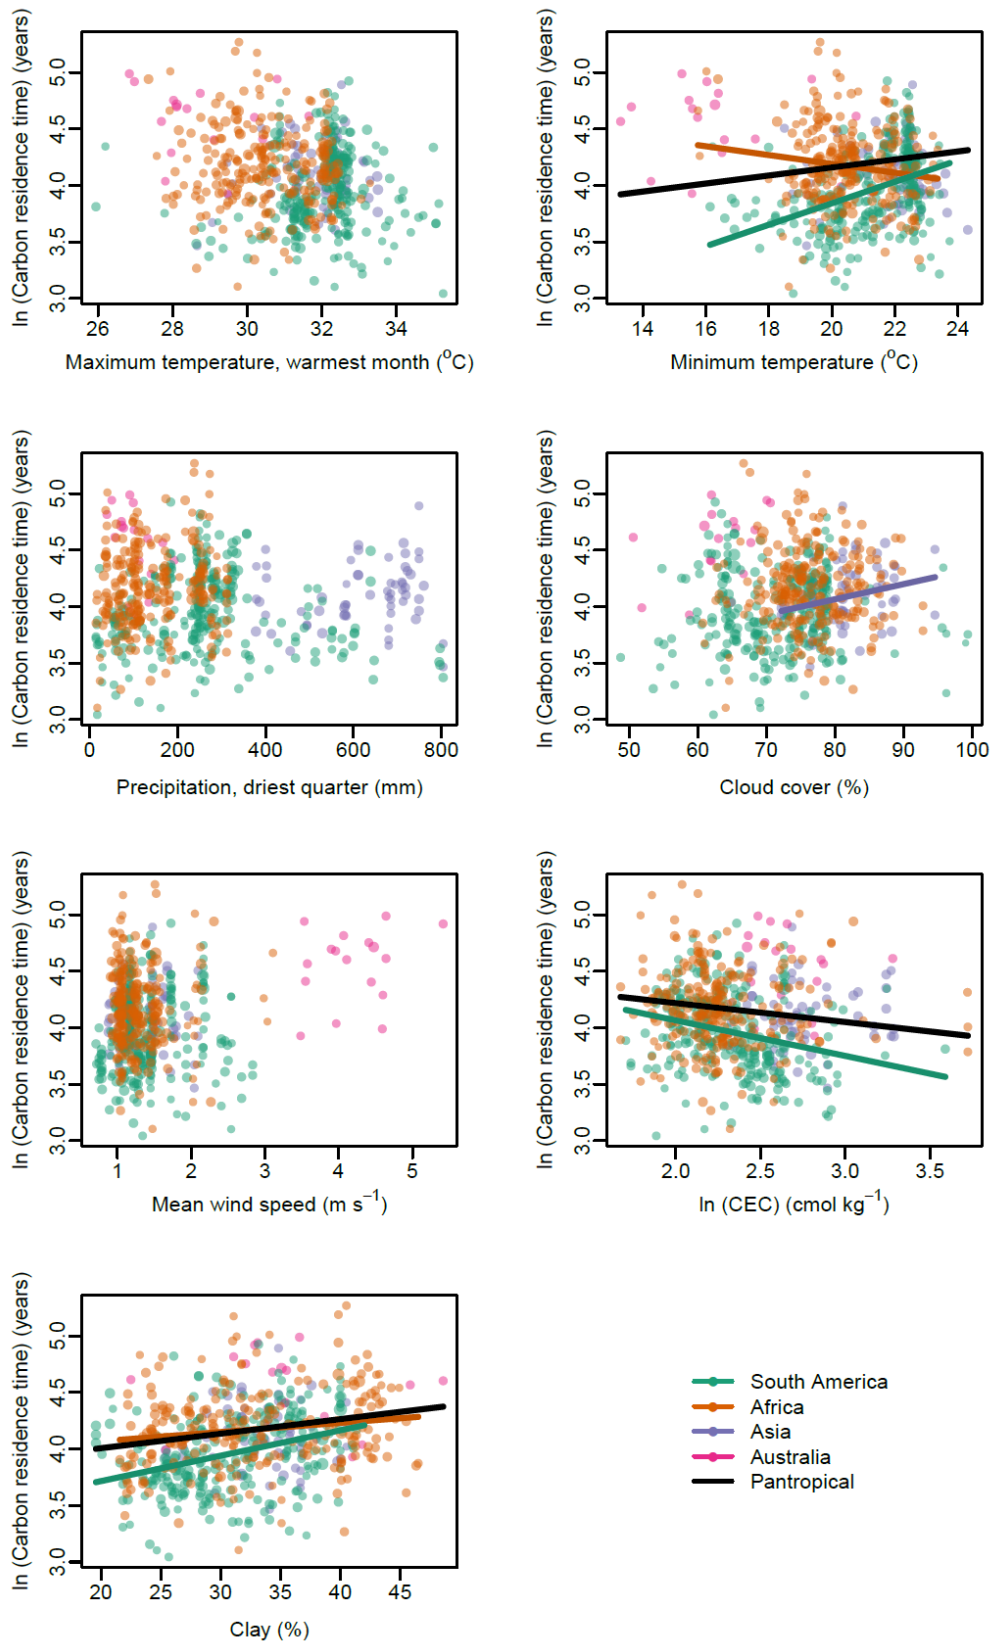 ln (Carbon residence time) (years)
3.0 3.5 4.0 4.5 5.0
26 28 30 32 34
Maximum temperature, warmest month (°C)
ln (Carbon residence time) (years)
3.0 3.5 4.0 4.5 5.0
14 16 18 20 22 24
Minimum temperature (°C)
ln (Carbon residence time) (years)
3.0 3.5 4.0 4.5 5.0
0 200 400 600 800
Precipitation, driest quarter (mm)
ln (Carbon residence time) (years)
3.0 3.5 4.0 4.5 5.0
50 60 70 80 90 100
Cloud cover (%)
ln (Carbon residence time) (years)
3.0 3.5 4.0 4.5 5.0
1 2 3 4 5
Mean wind speed (m s⁻¹)
ln (Carbon residence time) (years)
3.0 3.5 4.0 4.5 5.0
2.0 2.5 3.0 3.5
ln (CEC) (cmol kg⁻¹)
ln (Carbon residence time) (years)
3.0 3.5 4.0 4.5 5.0
20 25 30 35 40 45
Clay (%)
South America
Africa
Asia
Australia
Pantropical